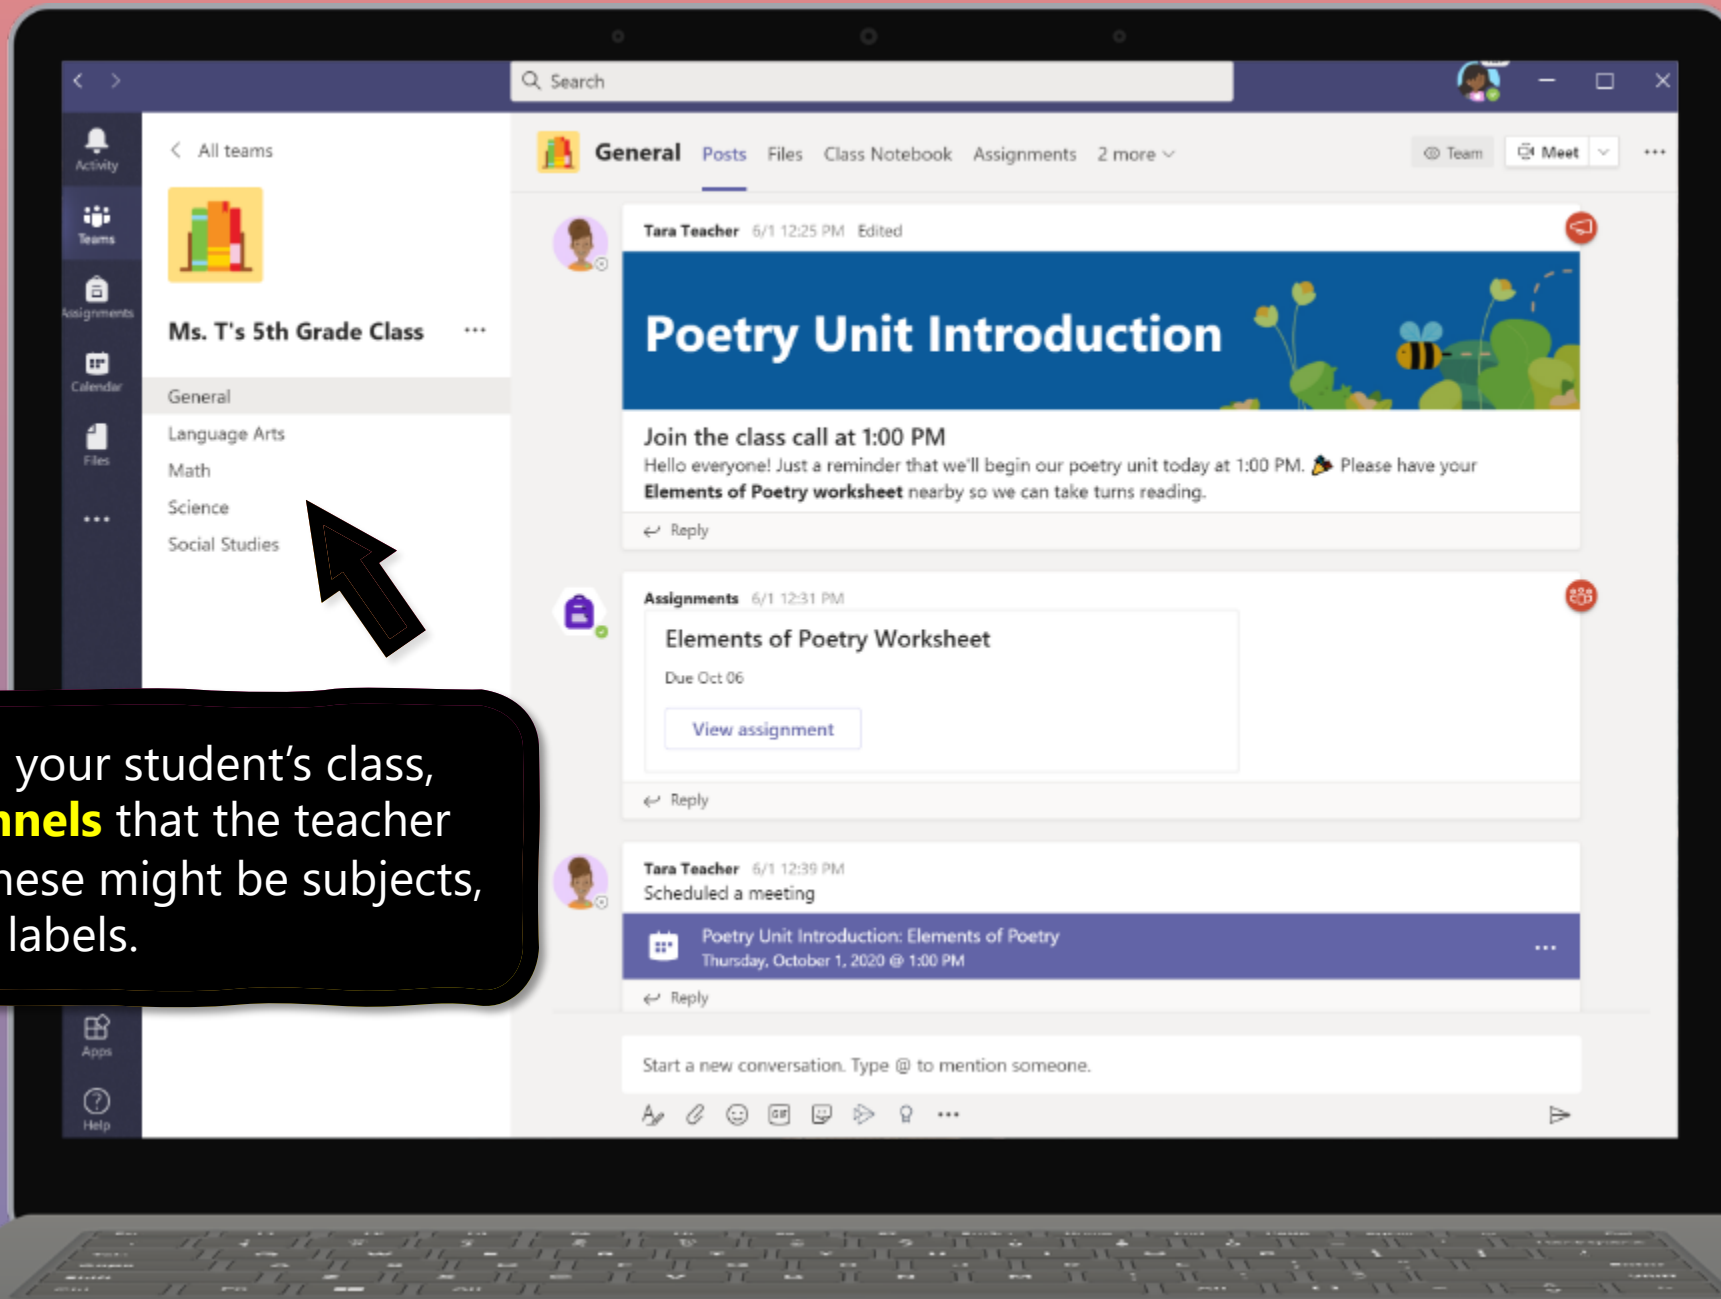 Search
Activity
Teams
Assignments
Calendar
Files
Apps
Help
All teams
Ms. T's 5th Grade Class
General
Language Arts
Math
Science
Social Studies
General Posts Files Class Notebook Assignments 2 more
Team Meet
Tara Teacher 6/1 12:25 PM Edited
Poetry Unit Introduction
Join the class call at 1:00 PM
Hello everyone! Just a reminder that we'll begin our poetry unit today at 1:00 PM. 🎉 Please have your
Elements of Poetry worksheet nearby so we can take turns reading.
Reply
Assignments 6/1 12:31 PM
Elements of Poetry Worksheet
Due Oct 06
View assignment
Reply
Tara Teacher 6/1 12:39 PM
Scheduled a meeting
Poetry Unit Introduction: Elements of Poetry
Thursday, October 1, 2020 @ 1:00 PM
Reply
Start a new conversation. Type @ to mention someone.
GIF
your student's class,
nnels that the teacher
hese might be subjects,
labels.